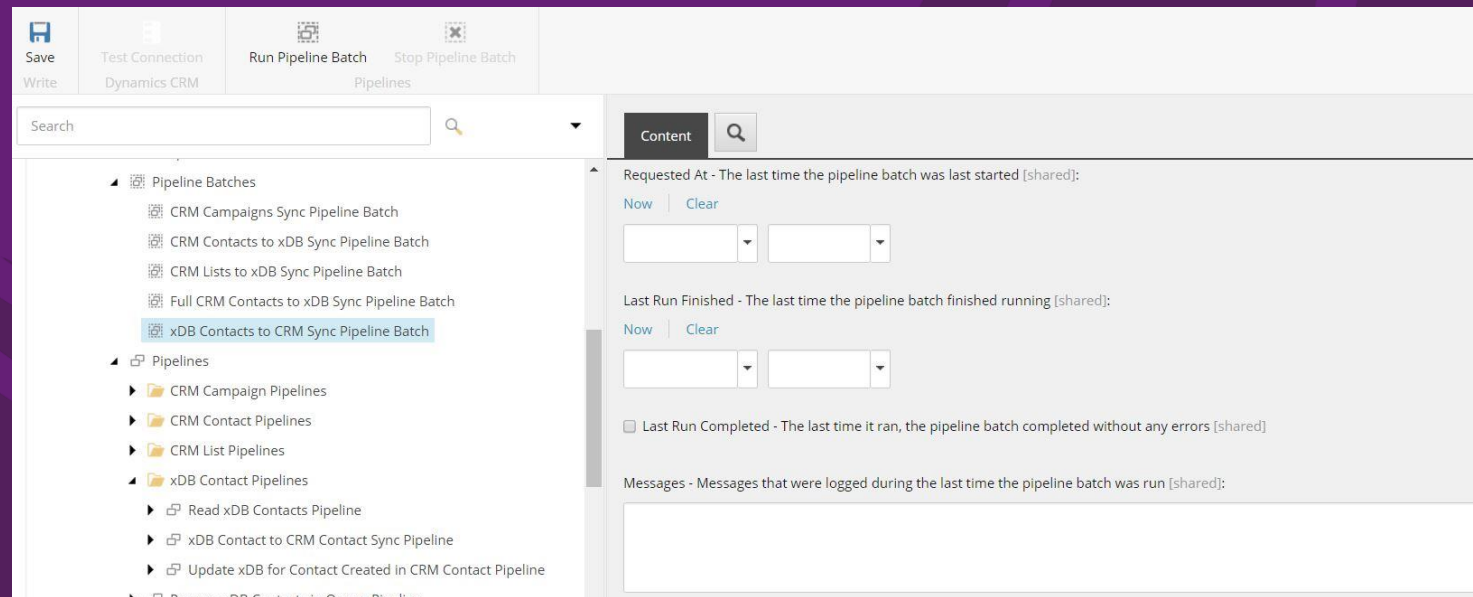 Save
Test Connection
Run Pipeline Batch
Stop Pipeline Batch
Write
Dynamics CRM
Pipelines
Search
Pipeline Batches
CRM Campaigns Sync Pipeline Batch
CRM Contacts to xDB Sync Pipeline Batch
CRM Lists to xDB Sync Pipeline Batch
Full CRM Contacts to xDB Sync Pipeline Batch
xDB Contacts to CRM Sync Pipeline Batch
Pipelines
CRM Campaign Pipelines
CRM Contact Pipelines
CRM List Pipelines
xDB Contact Pipelines
Read xDB Contacts Pipeline
xDB Contact to CRM Contact Sync Pipeline
Update xDB for Contact Created in CRM Contact Pipeline
Content
Requested At - The last time the pipeline batch was last started [shared]:
Now
Clear
Last Run Finished - The last time the pipeline batch finished running [shared]:
Now
Clear
Last Run Completed - The last time it ran, the pipeline batch completed without any errors [shared]
Messages - Messages that were logged during the last time the pipeline batch was run [shared]: